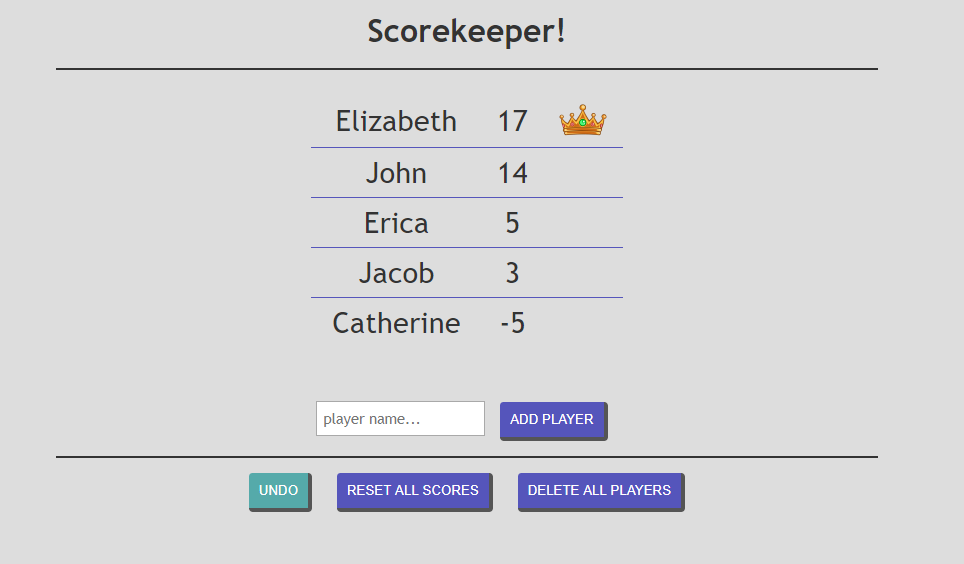 Scorekeeper!
Elizabeth 17
John 14
Erica 5
Jacob 3
Catherine -5
player name... ADD PLAYER
UNDO RESET ALL SCORES DELETE ALL PLAYERS